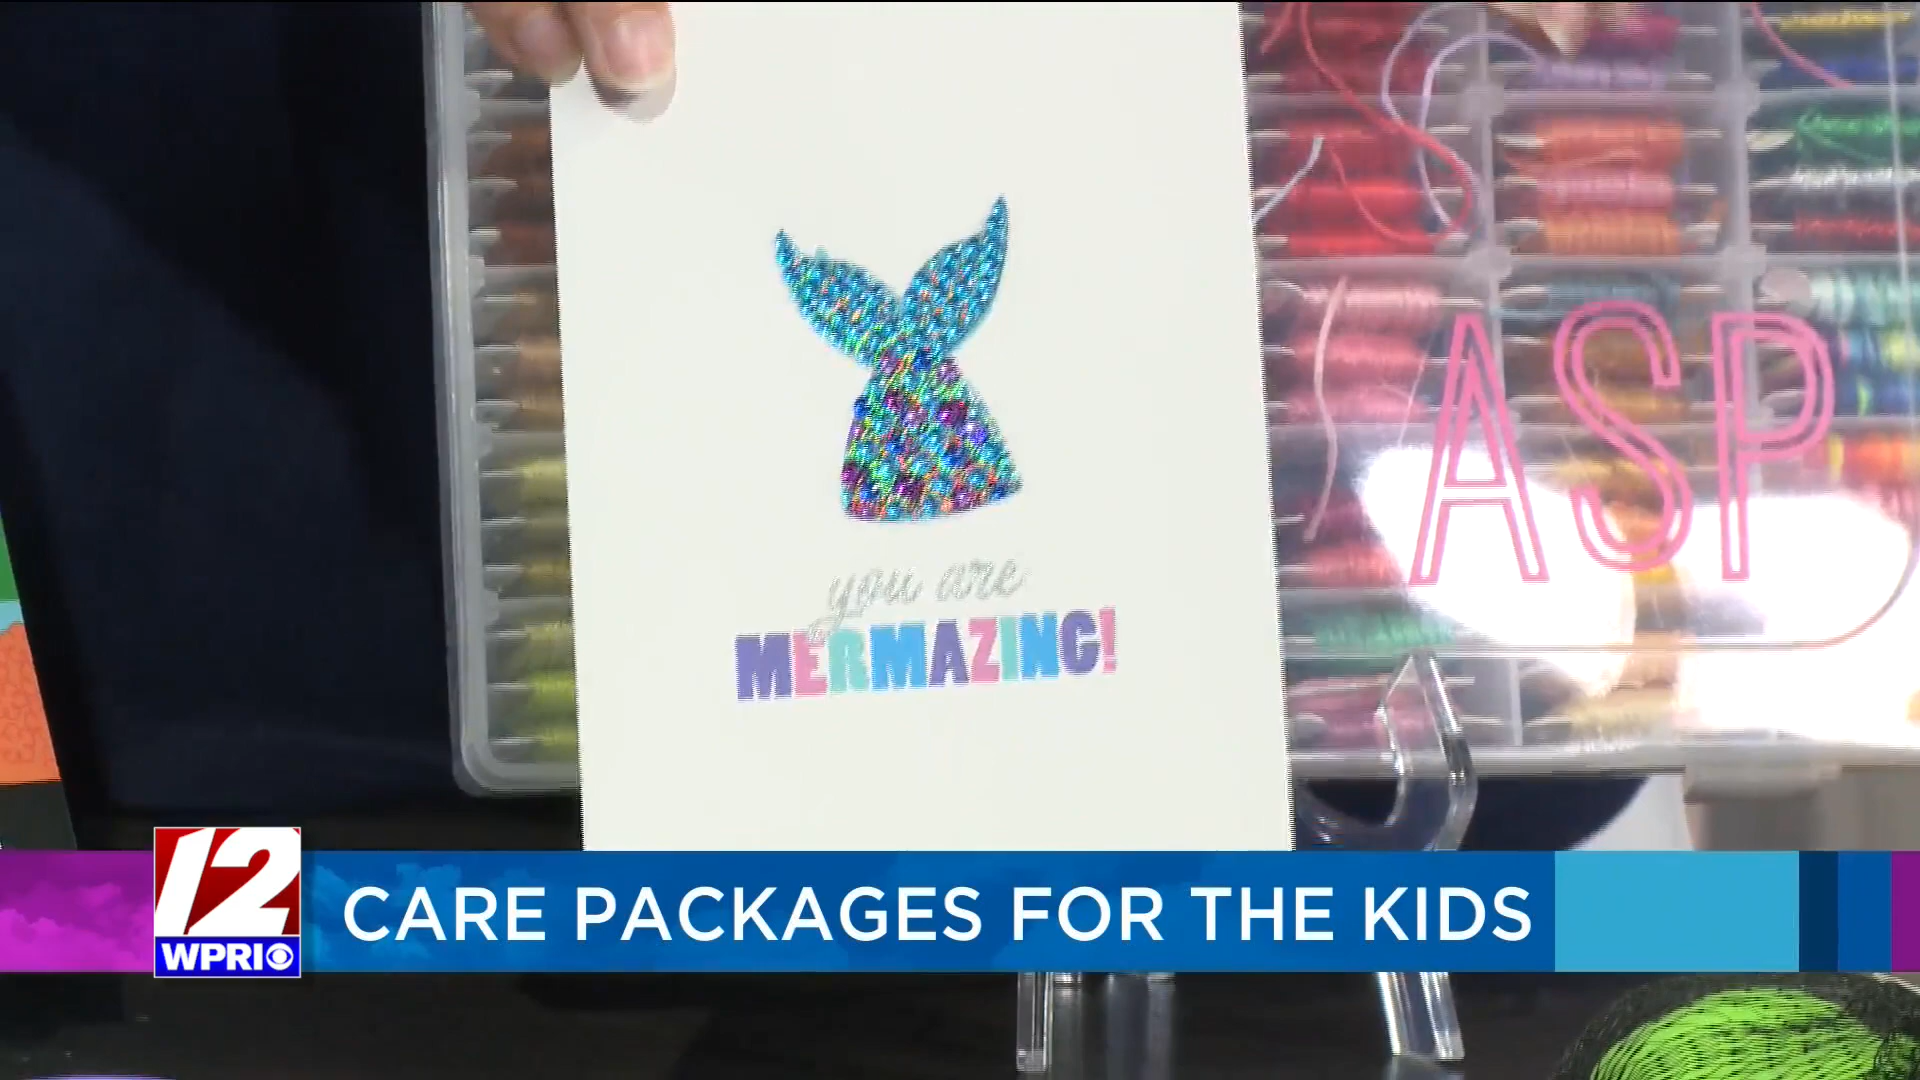 you are
MERMAZING!
ASP
12
WPRI
CARE PACKAGES FOR THE KIDS